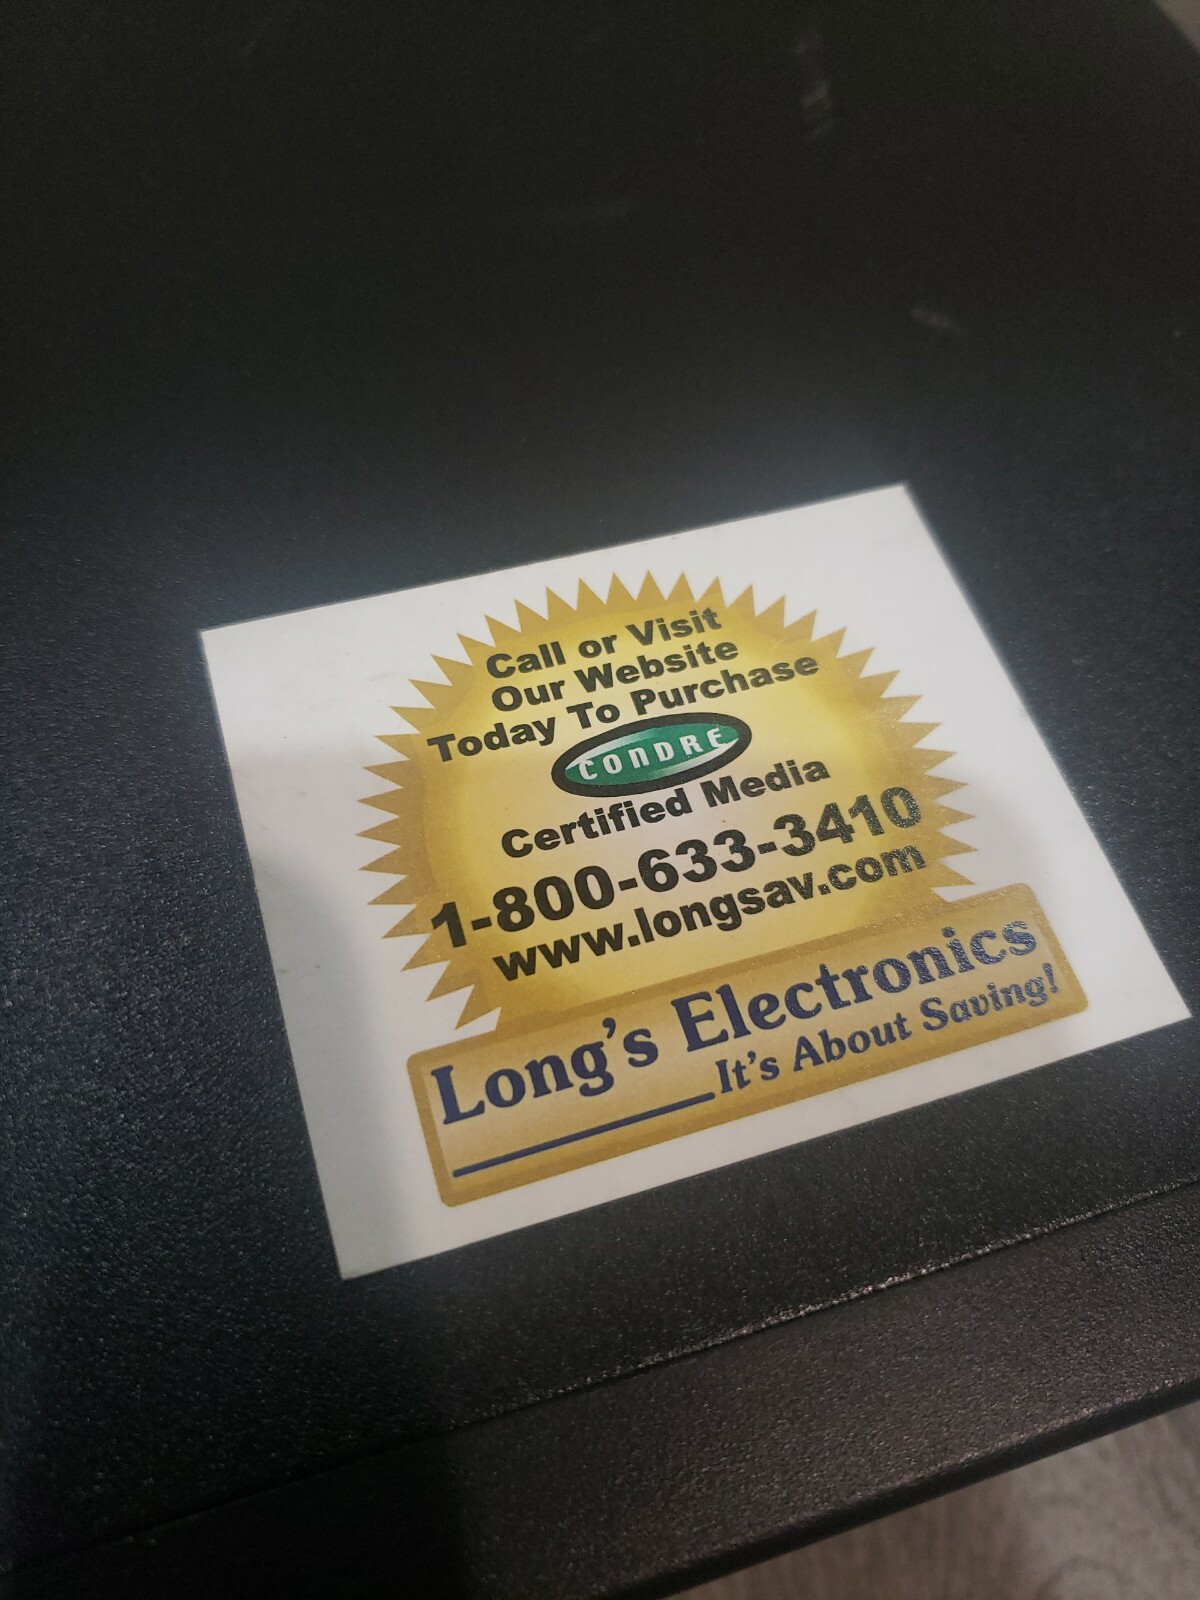 Call or Visit
Our Website
Today To Purchase
CONDRE
Certified Media
1-800-633-3410
www.longsav.com
Long's Electronics
It's About Saving!